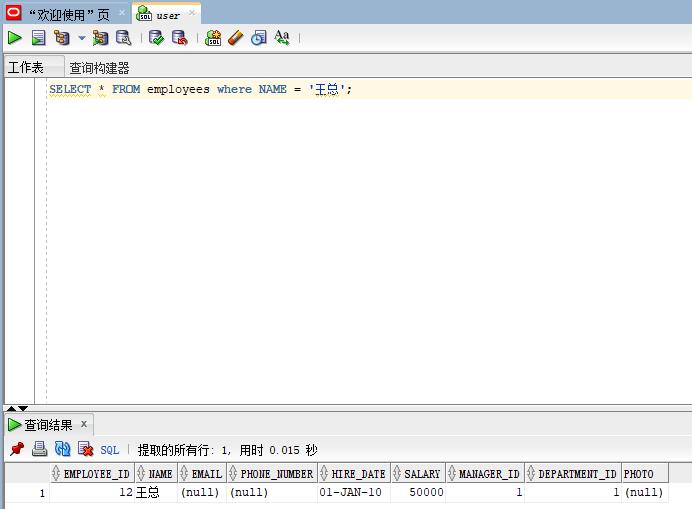 “欢迎使用”页
user
工作表 查询构建器
SELECT * FROM employees where NAME = '王总';
查询结果 x
SQL | 提取的所有行: 1, 用时 0.015 秒
EMPLOYEE_ID NAME EMAIL PHONE_NUMBER HIRE_DATE SALARY MANAGER_ID DEPARTMENT_ID PHOTO
1 12 王总 (null) (null) 01-JAN-10 50000 1 1 (null)